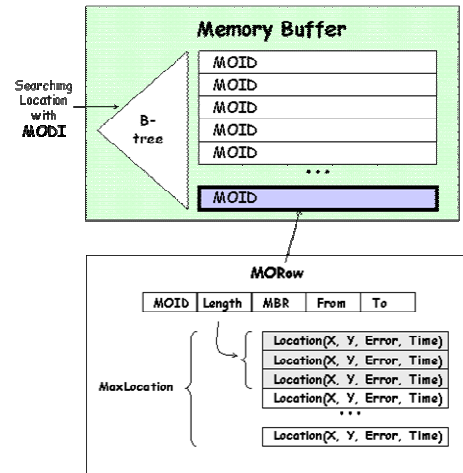 Memory Buffer
Searching
Location
with
MODI
B-
tree
MOID
MOID
MOID
MOID
MOID
...
MOID
MORow
MOID Length MBR From To
MaxLocation
Location(X, Y, Error, Time)
Location(X, Y, Error, Time)
Location(X, Y, Error, Time)
Location(X, Y, Error, Time)
...
Location(X, Y, Error, Time)